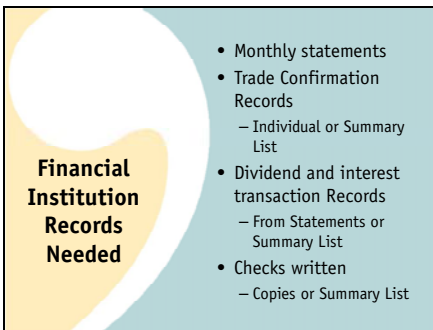 Financial
Institution
Records
Needed
• Monthly statements
• Trade Confirmation
Records
– Individual or Summary
List
• Dividend and interest
transaction Records
– From Statements or
Summary List
• Checks written
– Copies or Summary List